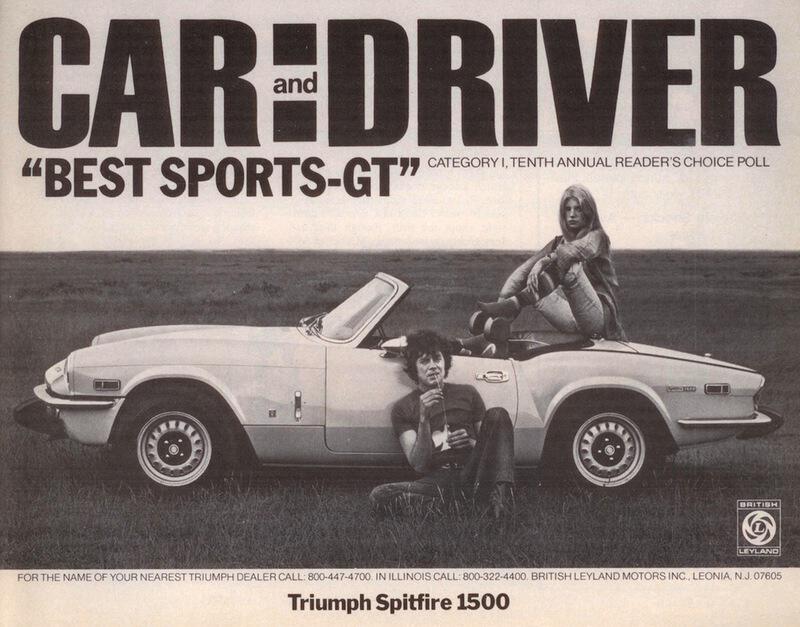 CAR and DRIVER
“BEST SPORTS-GT” CATEGORY I, TENTH ANNUAL READER'S CHOICE POLL
BRITISH
L
LEYLAND
FOR THE NAME OF YOUR NEAREST TRIUMPH DEALER CALL: 800-447-4700. IN ILLINOIS CALL: 800-322-4400. BRITISH LEYLAND MOTORS INC., LEONIA, N.J. 07605
Triumph Spitfire 1500